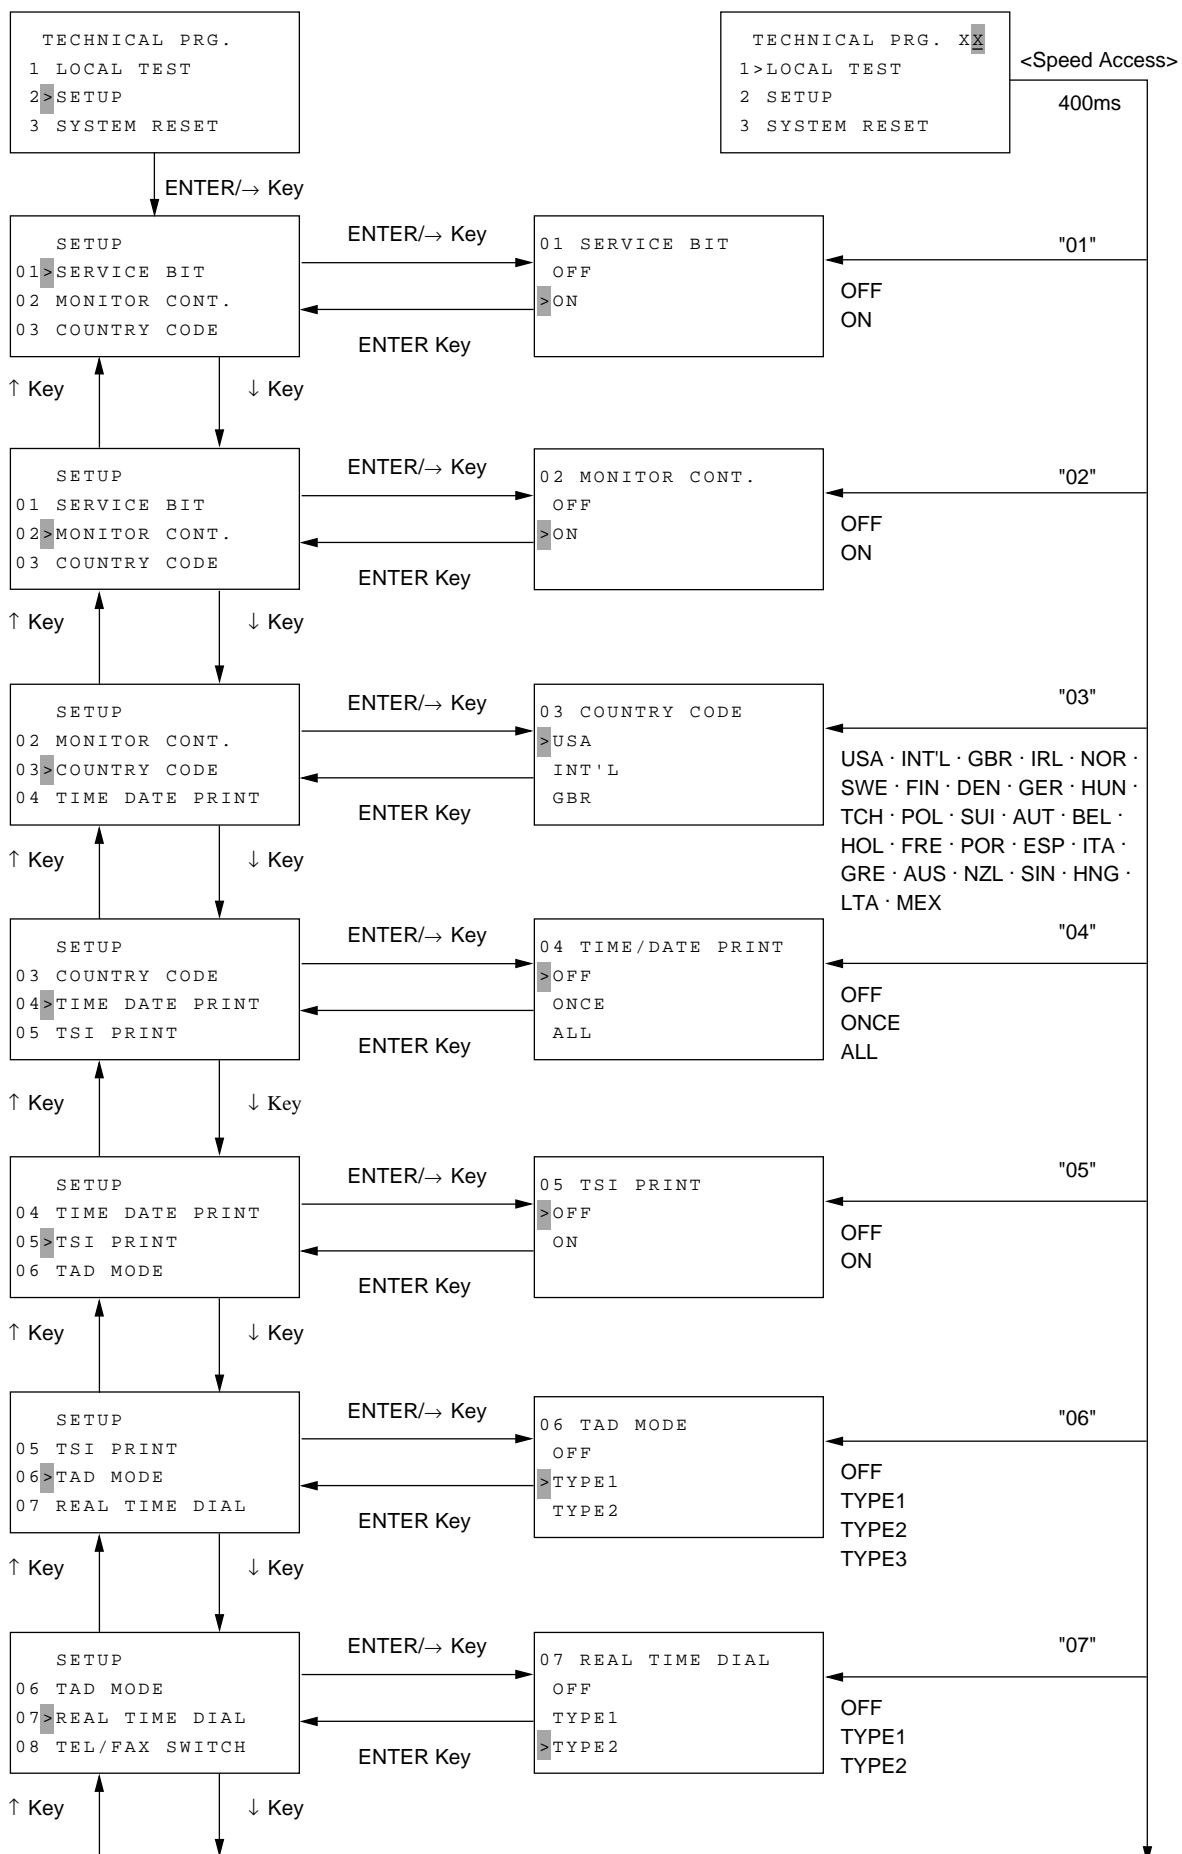 TECHNICAL PRG.
1 LOCAL TEST
2>SETUP
3 SYSTEM RESET
TECHNICAL PRG. XX
1>LOCAL TEST
2 SETUP
3 SYSTEM RESET
<Speed Access>
400ms
ENTER/→ Key
SETUP
01>SERVICE BIT
02 MONITOR CONT.
03 COUNTRY CODE
ENTER/→ Key
ENTER Key
01 SERVICE BIT
OFF
>ON
"01"
OFF
ON
↑ Key
↓ Key
SETUP
01 SERVICE BIT
02>MONITOR CONT.
03 COUNTRY CODE
ENTER/→ Key
ENTER Key
02 MONITOR CONT.
OFF
>ON
"02"
OFF
ON
↑ Key
↓ Key
SETUP
02 MONITOR CONT.
03>COUNTRY CODE
04 TIME DATE PRINT
ENTER/→ Key
ENTER Key
03 COUNTRY CODE
>USA
INT'L
GBR
"03"
USA · INT'L · GBR · IRL · NOR ·
SWE · FIN · DEN · GER · HUN ·
TCH · POL · SUI · AUT · BEL ·
HOL · FRE · POR · ESP · ITA ·
GRE · AUS · NZL · SIN · HNG ·
LTA · MEX
↑ Key
↓ Key
SETUP
03 COUNTRY CODE
04>TIME DATE PRINT
05 TSI PRINT
ENTER/→ Key
ENTER Key
04 TIME/DATE PRINT
>OFF
ONCE
ALL
"04"
OFF
ONCE
ALL
↑ Key
↓ Key
SETUP
04 TIME DATE PRINT
05>TSI PRINT
06 TAD MODE
ENTER/→ Key
ENTER Key
05 TSI PRINT
>OFF
ON
"05"
OFF
ON
↑ Key
↓ Key
SETUP
05 TSI PRINT
06>TAD MODE
07 REAL TIME DIAL
ENTER/→ Key
ENTER Key
06 TAD MODE
OFF
>TYPE1
TYPE2
"06"
OFF
TYPE1
TYPE2
TYPE3
↑ Key
↓ Key
SETUP
06 TAD MODE
07>REAL TIME DIAL
08 TEL/FAX SWITCH
ENTER/→ Key
ENTER Key
07 REAL TIME DIAL
OFF
TYPE1
>TYPE2
"07"
OFF
TYPE1
TYPE2
↑ Key
↓ Key